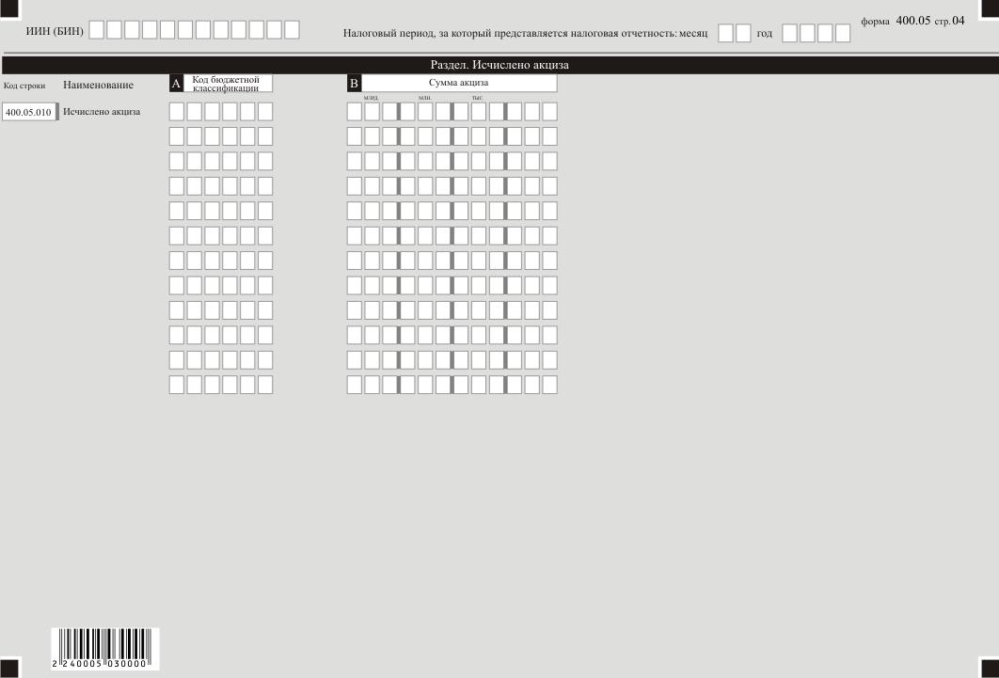 форма 400.05 стр. 04
ИИН (БИН) Налоговый период, за который представляется налоговая отчетность: месяц год
Раздел. Исчислено акциза
Код строки Наименование A Код бюджетной классификации B Сумма акциза
млрд. млн. тыс.
400.05.010 Исчислено акциза
2 240005 030000